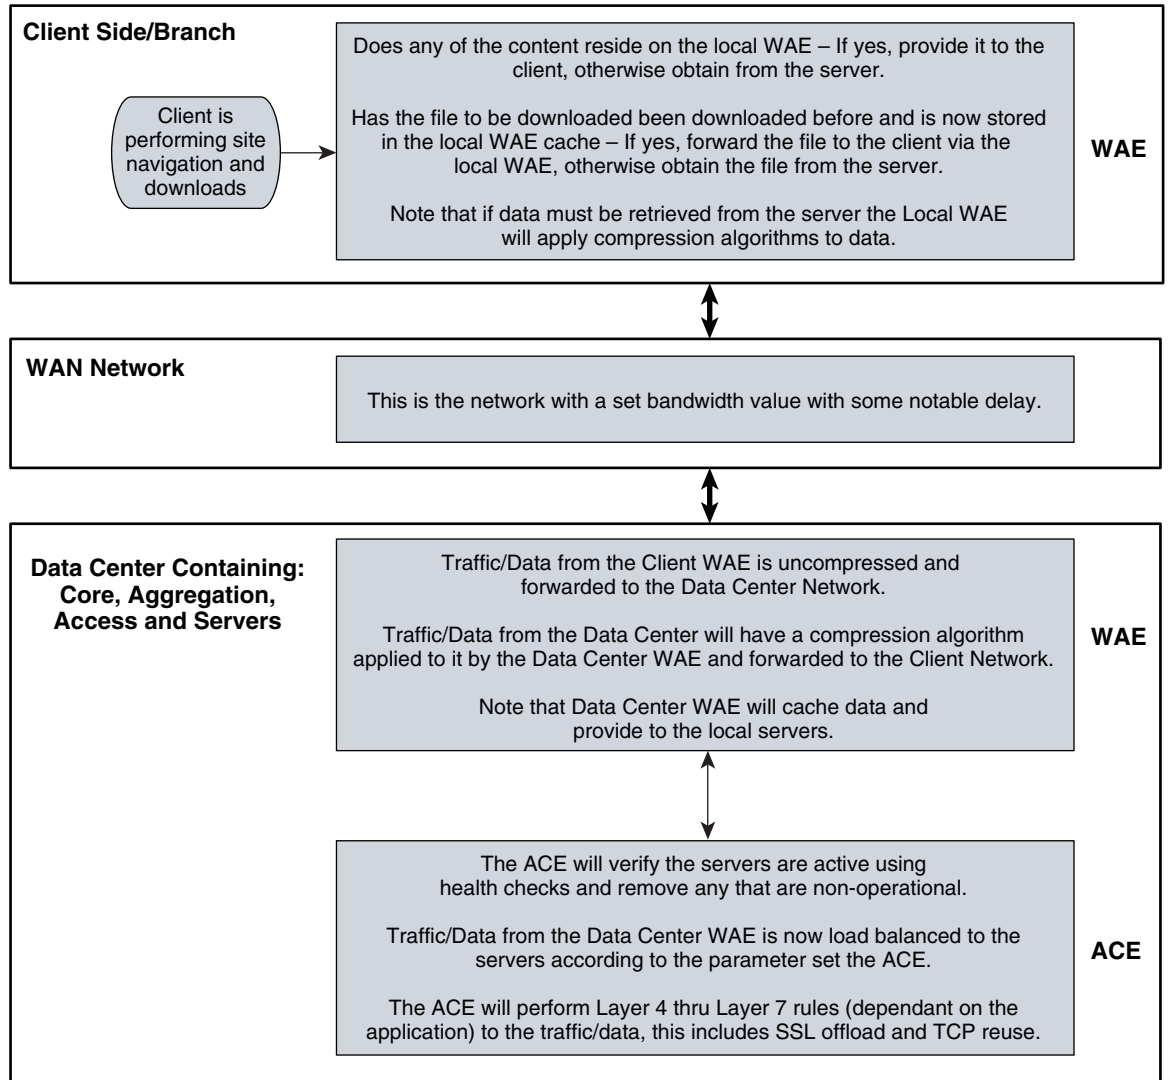 Client Side/Branch
Client is
performing site
navigation and
downloads
Does any of the content reside on the local WAE – If yes, provide it to the
client, otherwise obtain from the server.
Has the file to be downloaded been downloaded before and is now stored
in the local WAE cache – If yes, forward the file to the client via the
local WAE, otherwise obtain the file from the server.
Note that if data must be retrieved from the server the Local WAE
will apply compression algorithms to data.
WAE
WAN Network
This is the network with a set bandwidth value with some notable delay.
Data Center Containing:
Core, Aggregation,
Access and Servers
Traffic/Data from the Client WAE is uncompressed and
forwarded to the Data Center Network.
Traffic/Data from the Data Center will have a compression algorithm
applied to it by the Data Center WAE and forwarded to the Client Network.
Note that Data Center WAE will cache data and
provide to the local servers.
WAE
The ACE will verify the servers are active using
health checks and remove any that are non-operational.
Traffic/Data from the Data Center WAE is now load balanced to the
servers according to the parameter set the ACE.
The ACE will perform Layer 4 thru Layer 7 rules (dependant on the
application) to the traffic/data, this includes SSL offload and TCP reuse.
ACE